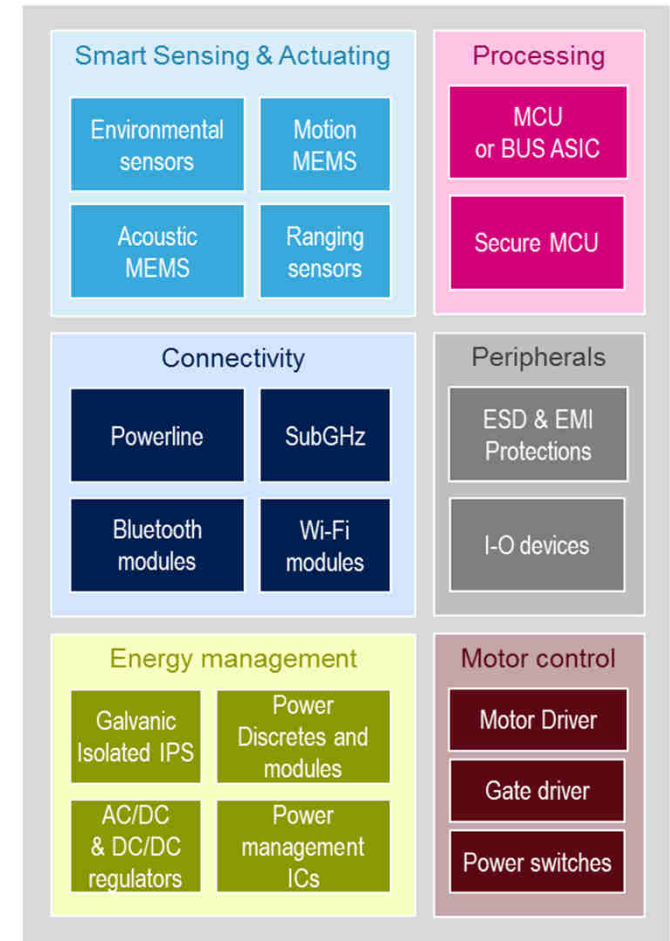 Smart Sensing & Actuating
Environmental
sensors
Motion
MEMS
Acoustic
MEMS
Ranging
sensors
Processing
MCU
or BUS ASIC
Secure MCU
Connectivity
Powerline
SubGHz
Bluetooth
modules
Wi-Fi
modules
Peripherals
ESD & EMI
Protections
I-O devices
Energy management
Galvanic
Isolated IPS
Power
Discretes and
modules
AC/DC
& DC/DC
regulators
Power
management
ICs
Motor control
Motor Driver
Gate driver
Power switches